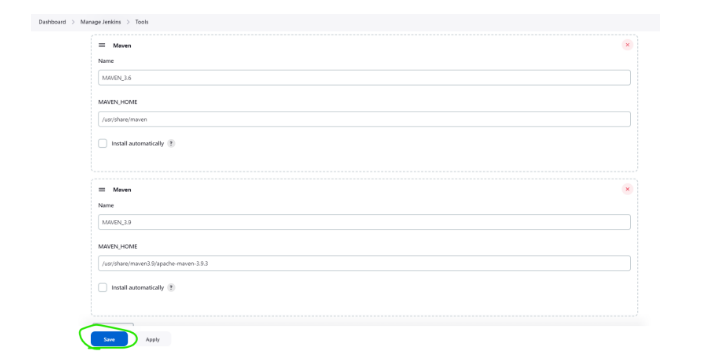 Dashboard > Manage Jenkins > Tools
Maven
Name
MAVEN_3.6
MAVEN_HOME
/usr/share/maven
Install automatically ?
Maven
Name
MAVEN_3.9
MAVEN_HOME
/usr/share/maven3.9/apache-maven-3.9.3
Install automatically ?
Save Apply